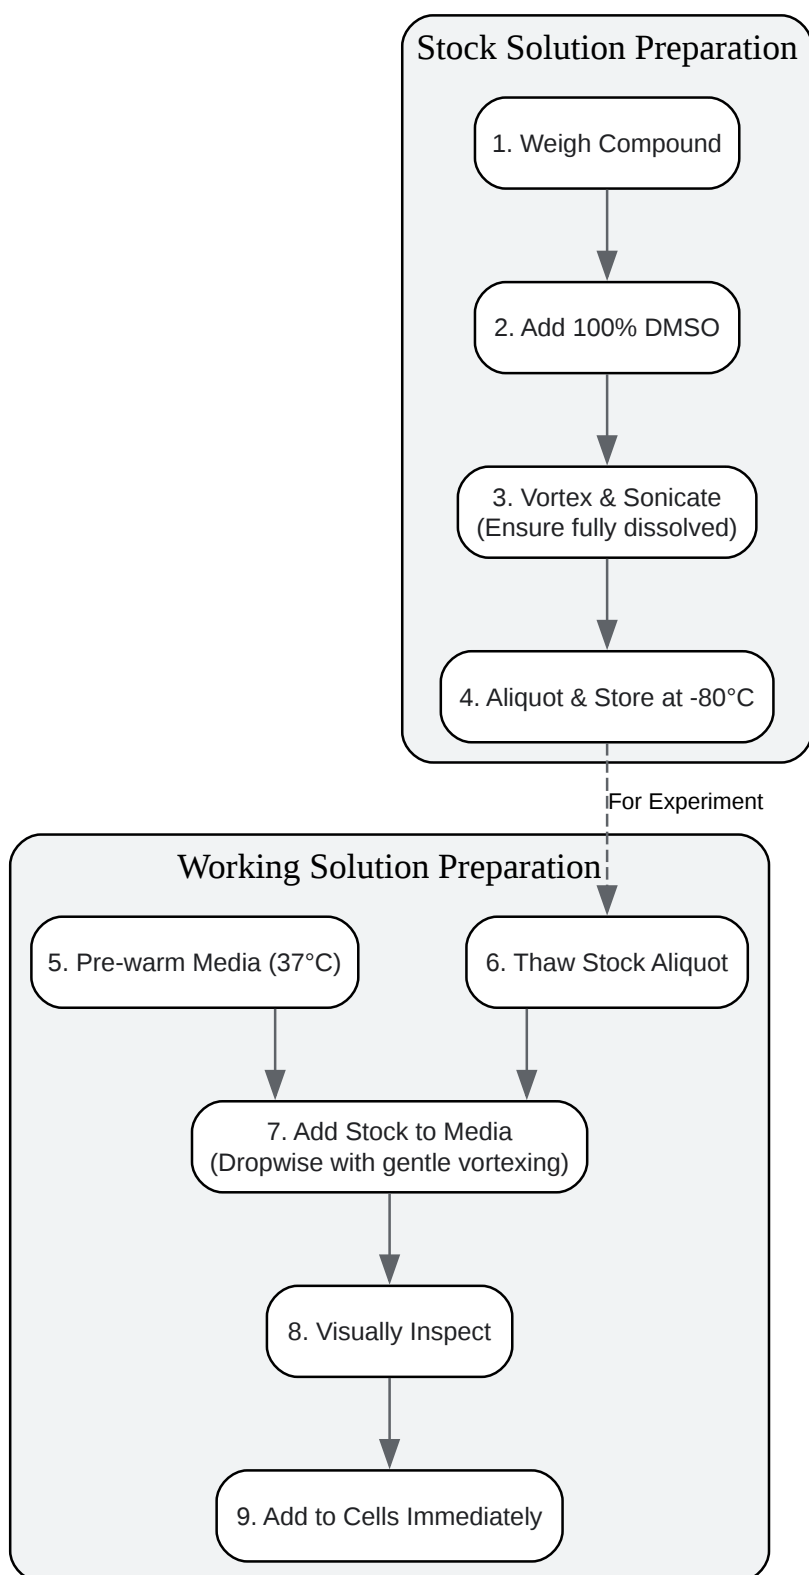 Stock Solution Preparation
1. Weigh Compound
2. Add 100% DMSO
3. Vortex & Sonicate
(Ensure fully dissolved)
4. Aliquot & Store at -80°C
For Experiment
Working Solution Preparation
5. Pre-warm Media (37°C)
6. Thaw Stock Aliquot
7. Add Stock to Media
(Dropwise with gentle vortexing)
8. Visually Inspect
9. Add to Cells Immediately